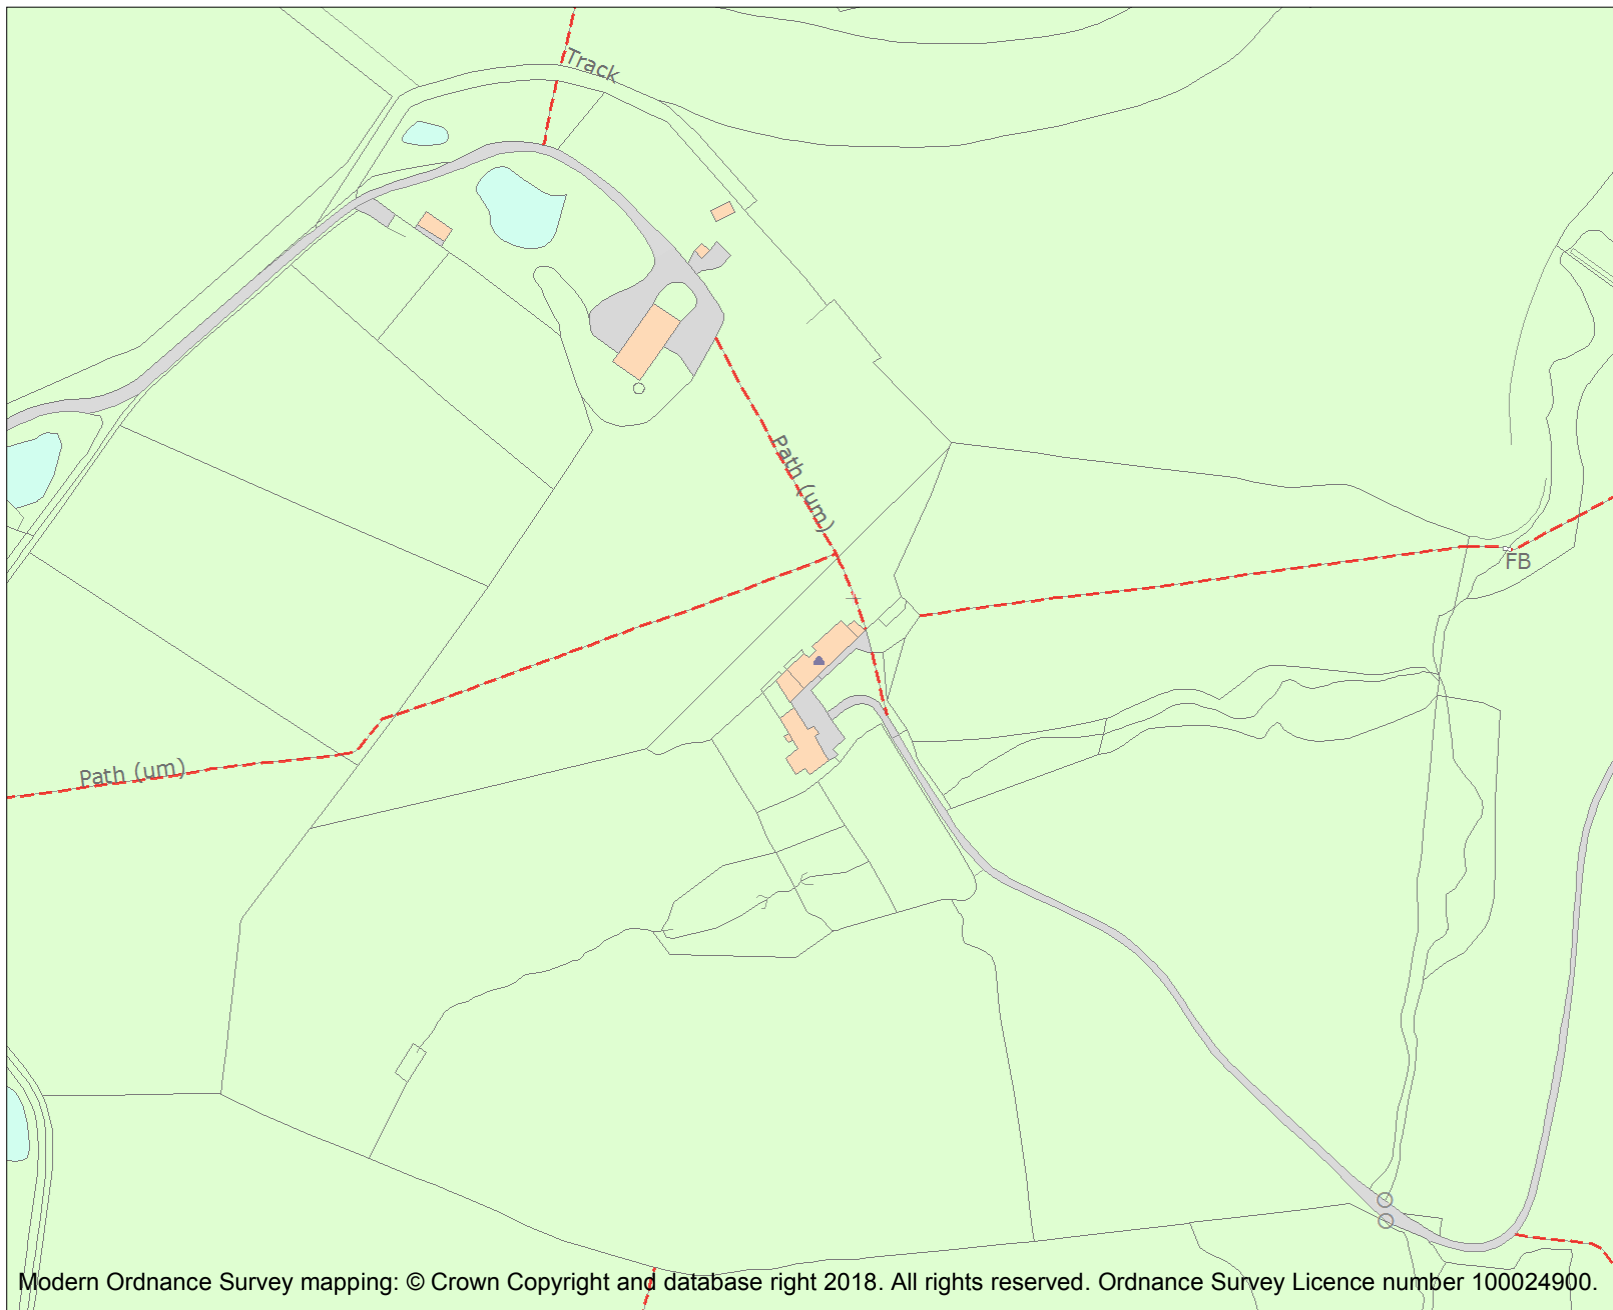 Track
Path (um)
FB
Path (um)
Modern Ordnance Survey mapping: © Crown Copyright and database right 2018. All rights reserved. Ordnance Survey Licence number 100024900.